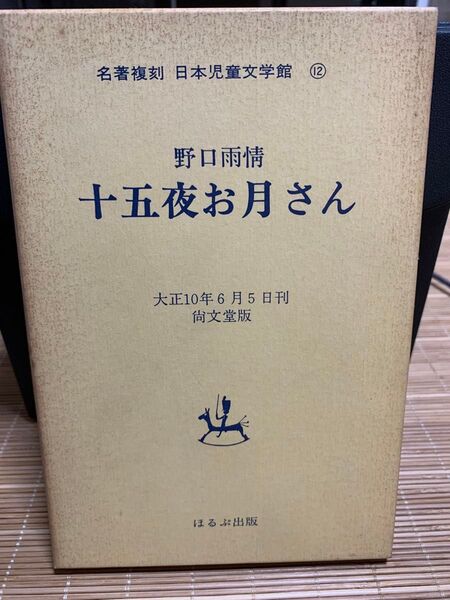 名著複刻 日本児童文学館 ⑫
野口雨情
十五夜お月さん
大正10年6月5日刊
尙文堂版
ほるぷ出版